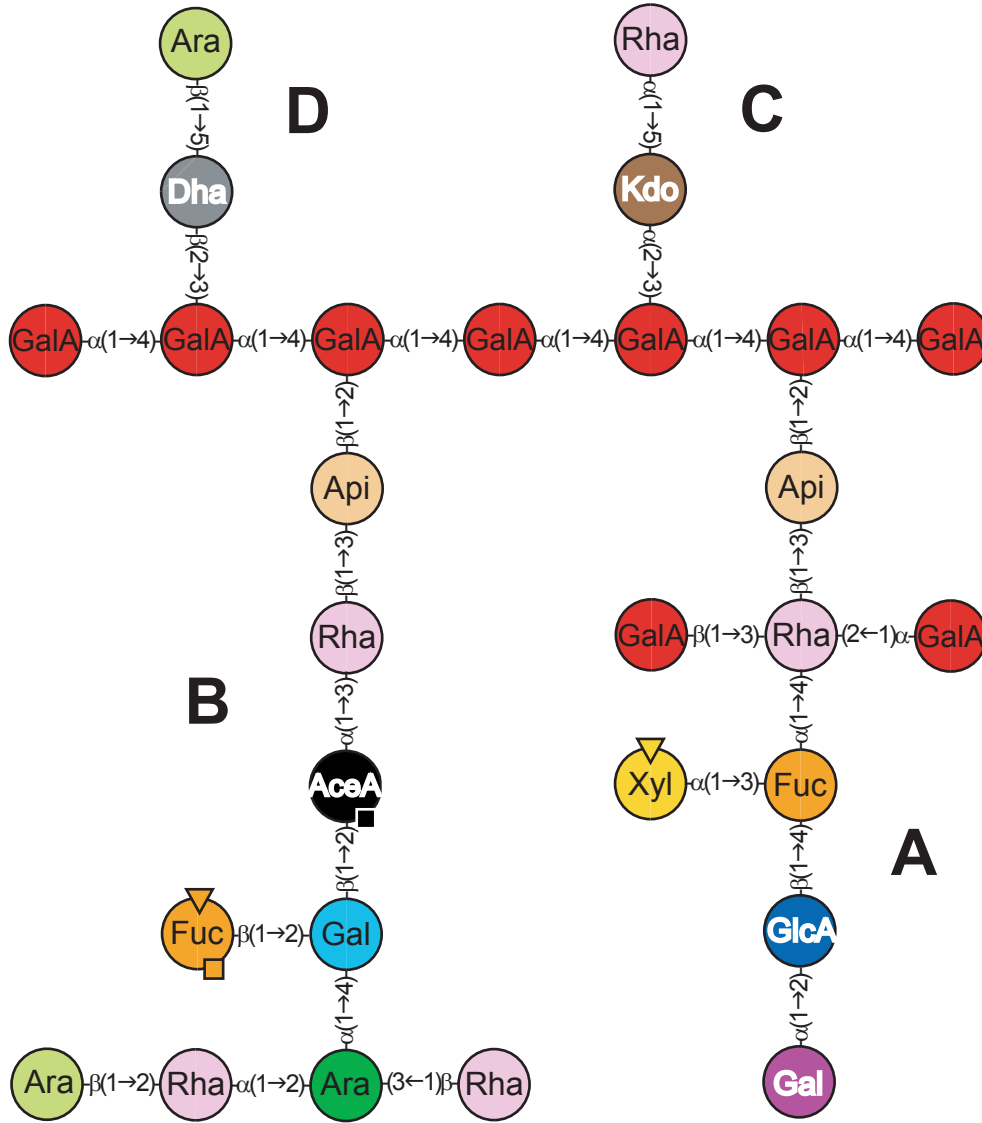 Ara Rha
β(1→5) D α(1→5) C
Dha Kdo
β(2→3) α(2→3)
GalA α(1→4) GalA α(1→4) GalA α(1→4) GalA α(1→4) GalA α(1→4) GalA α(1→4) GalA
β(1→2) β(1→2)
Api Api
β(1→3) β(1→3)
Rha GalA β(1→3) Rha (2←1)α GalA
B α(1→3) α(1→4)
AceA Xyl α(1→3) Fuc
β(1→2) β(1→4) A
Fuc β(1→2) Gal GlcA
α(1→4) α(1→2)
Ara β(1→2) Rha α(1→2) Ara (3←1)β Rha Gal